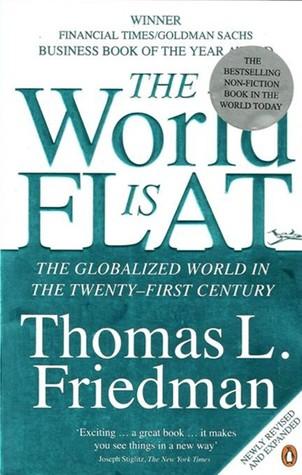 WINNER
FINANCIAL TIMES/GOLDMAN SACHS
BUSINESS BOOK OF THE YEAR
THE
World
IS
FLAT
THE
BESTSELLING
NON-FICTION
BOOK IN THE
WORLD TODAY
THE GLOBALIZED WORLD IN
THE TWENTY–FIRST CENTURY
Thomas L.
Friedman
‘Exciting ... a great book ... it makes
you see things in a new way’
Joseph Stiglitz, The New York Times
NEWLY REVISED
AND EXPANDED